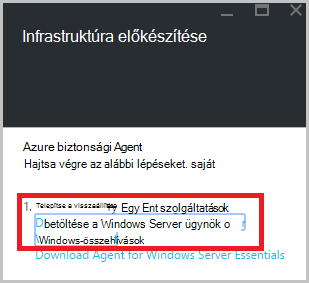 Infrastruktúra előkészítése
Azure biztonsági Agent
Hajtsa végre az alábbi lépéseket. saját
1. Telepítse a Egy Ent szolgáltatások
betöltése a Windows Server ügynök o
Windows-összehívások
Download Agent for Windows Server Essentials